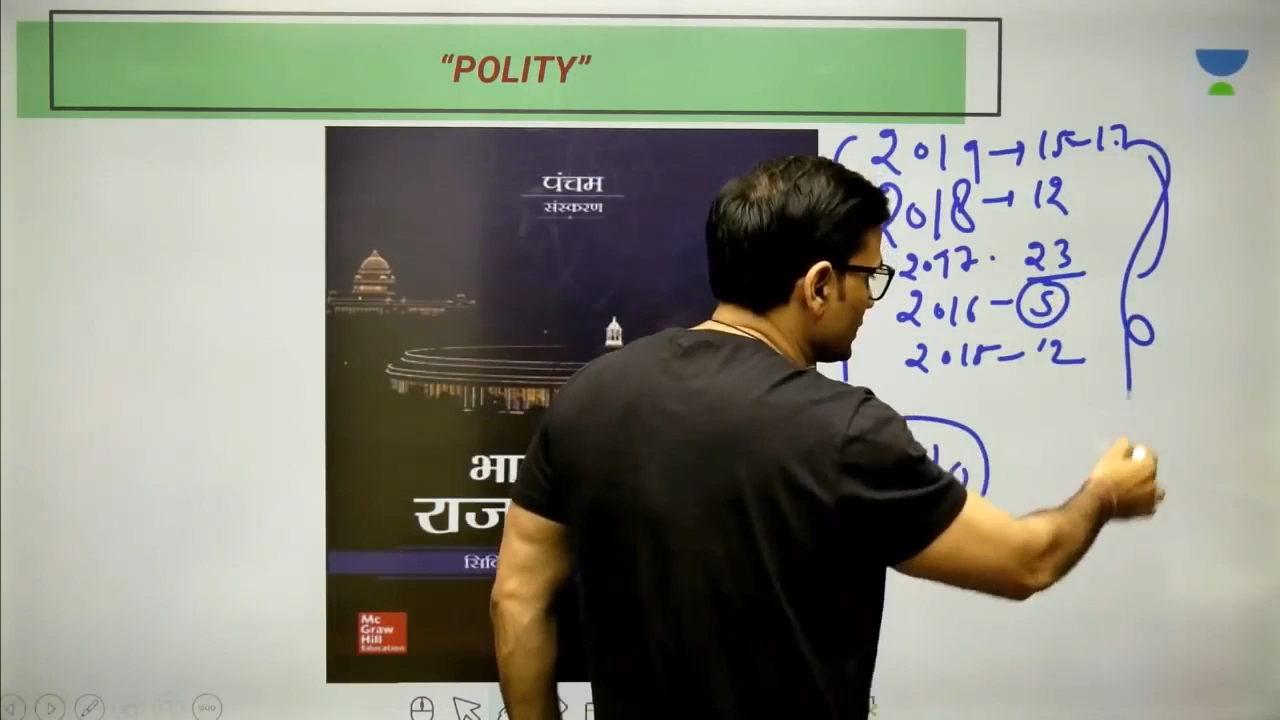 “POLITY”
पंचम
संस्करण
भा
राज
सिवि
Mc
Graw
Hill
Education
2019 → 15-17
2018 → 12
2017 · 23
2016 - 5
2015 - 12